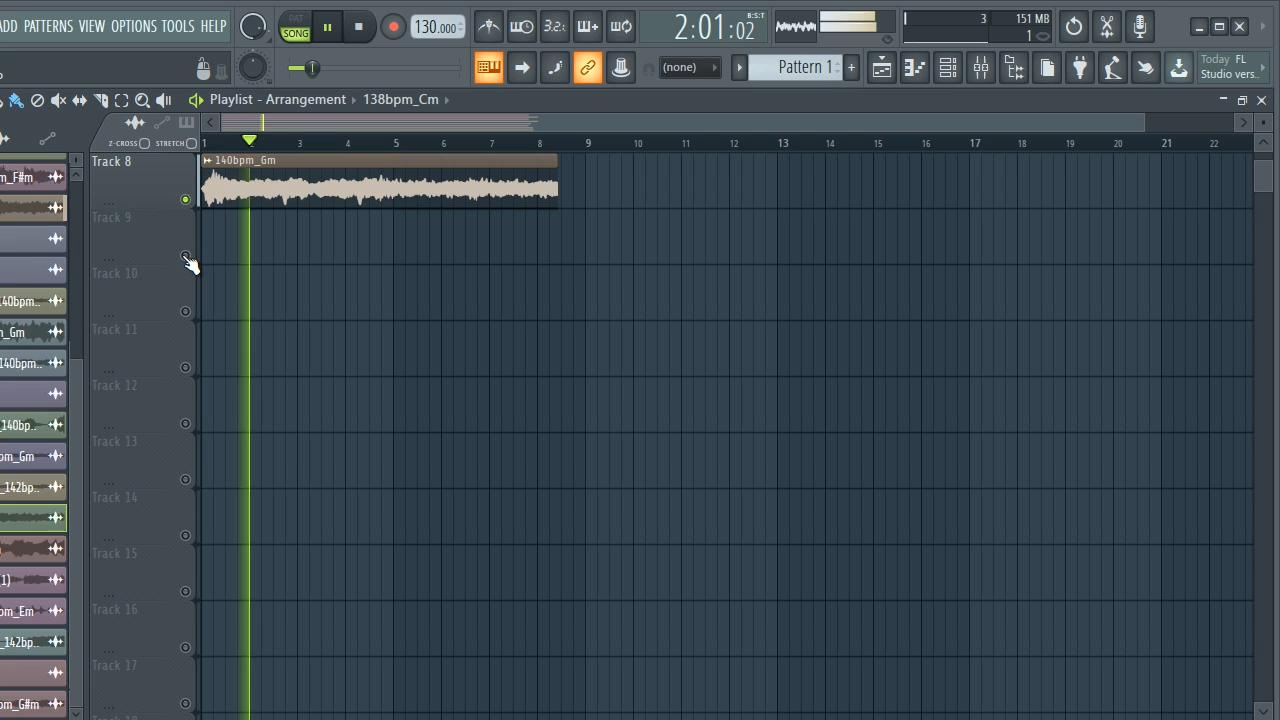 ADD PATTERNS VIEW OPTIONS TOOLS HELP
PAT
SONG
130.000
3.2.
2:01:02
B:S:T
3
151 MB
1
(none)
Pattern 1
+
Today FL
Studio vers..
Playlist - Arrangement
138bpm_Cm
Z-CROSS
STRETCH
1
2
3
4
5
6
7
8
9
10
11
12
13
14
15
16
17
18
19
20
21
22
m_F#m
140bpm..
_Gm
140bpm..
_140bp..
pm_Gm
_142bp..
(1)
pm_Em
_142bp..
pm_G#m
Track 8
140bpm_Gm
Track 9
Track 10
Track 11
Track 12
Track 13
Track 14
Track 15
Track 16
Track 17